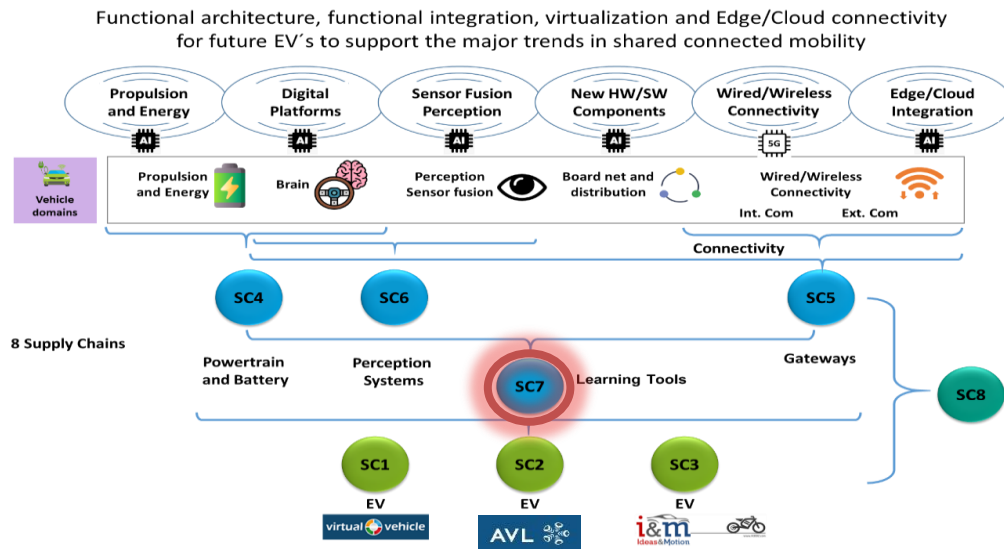 Functional architecture, functional integration, virtualization and Edge/Cloud connectivity
for future EV´s to support the major trends in shared connected mobility
Propulsion
and Energy
Digital
Platforms
Sensor Fusion
Perception
New HW/SW
Components
Wired/Wireless
Connectivity
Edge/Cloud
Integration
AI
AI
AI
AI
5G
AI
Vehicle
domains
Propulsion
and Energy
Brain
Perception
Sensor fusion
Board net and
distribution
Wired/Wireless
Connectivity
Int. Com
Ext. Com
Connectivity
SC4
SC6
SC5
8 Supply Chains
Powertrain
and Battery
Perception
Systems
SC7
Learning Tools
Gateways
SC8
SC1
SC2
SC3
EV
EV
EV
virtual vehicle
AVL
i&m
Ideas&Motion